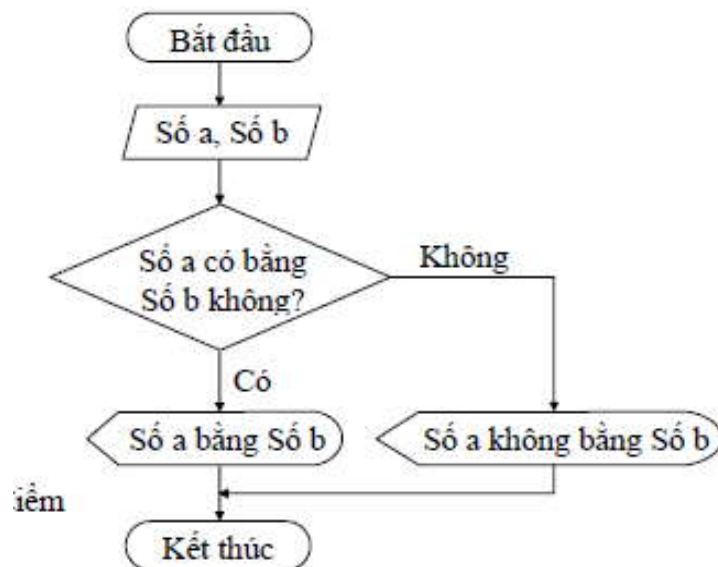 Bắt đầu
Số a, Số b
Số a có bằng
Số b không?
Không
Có
Số a bằng Số b
Số a không bằng Số b
iểm
Kết thúc